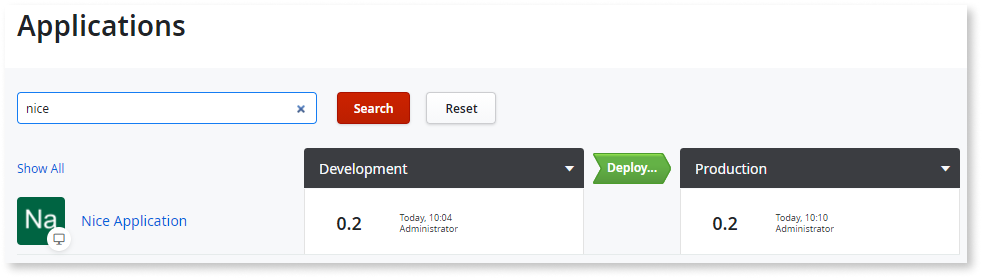 Applications
nice
Search
Reset
Show All
Development
Deploy...
Production
Na
Nice Application
0.2
Today, 10:04
Administrator
0.2
Today, 10:10
Administrator